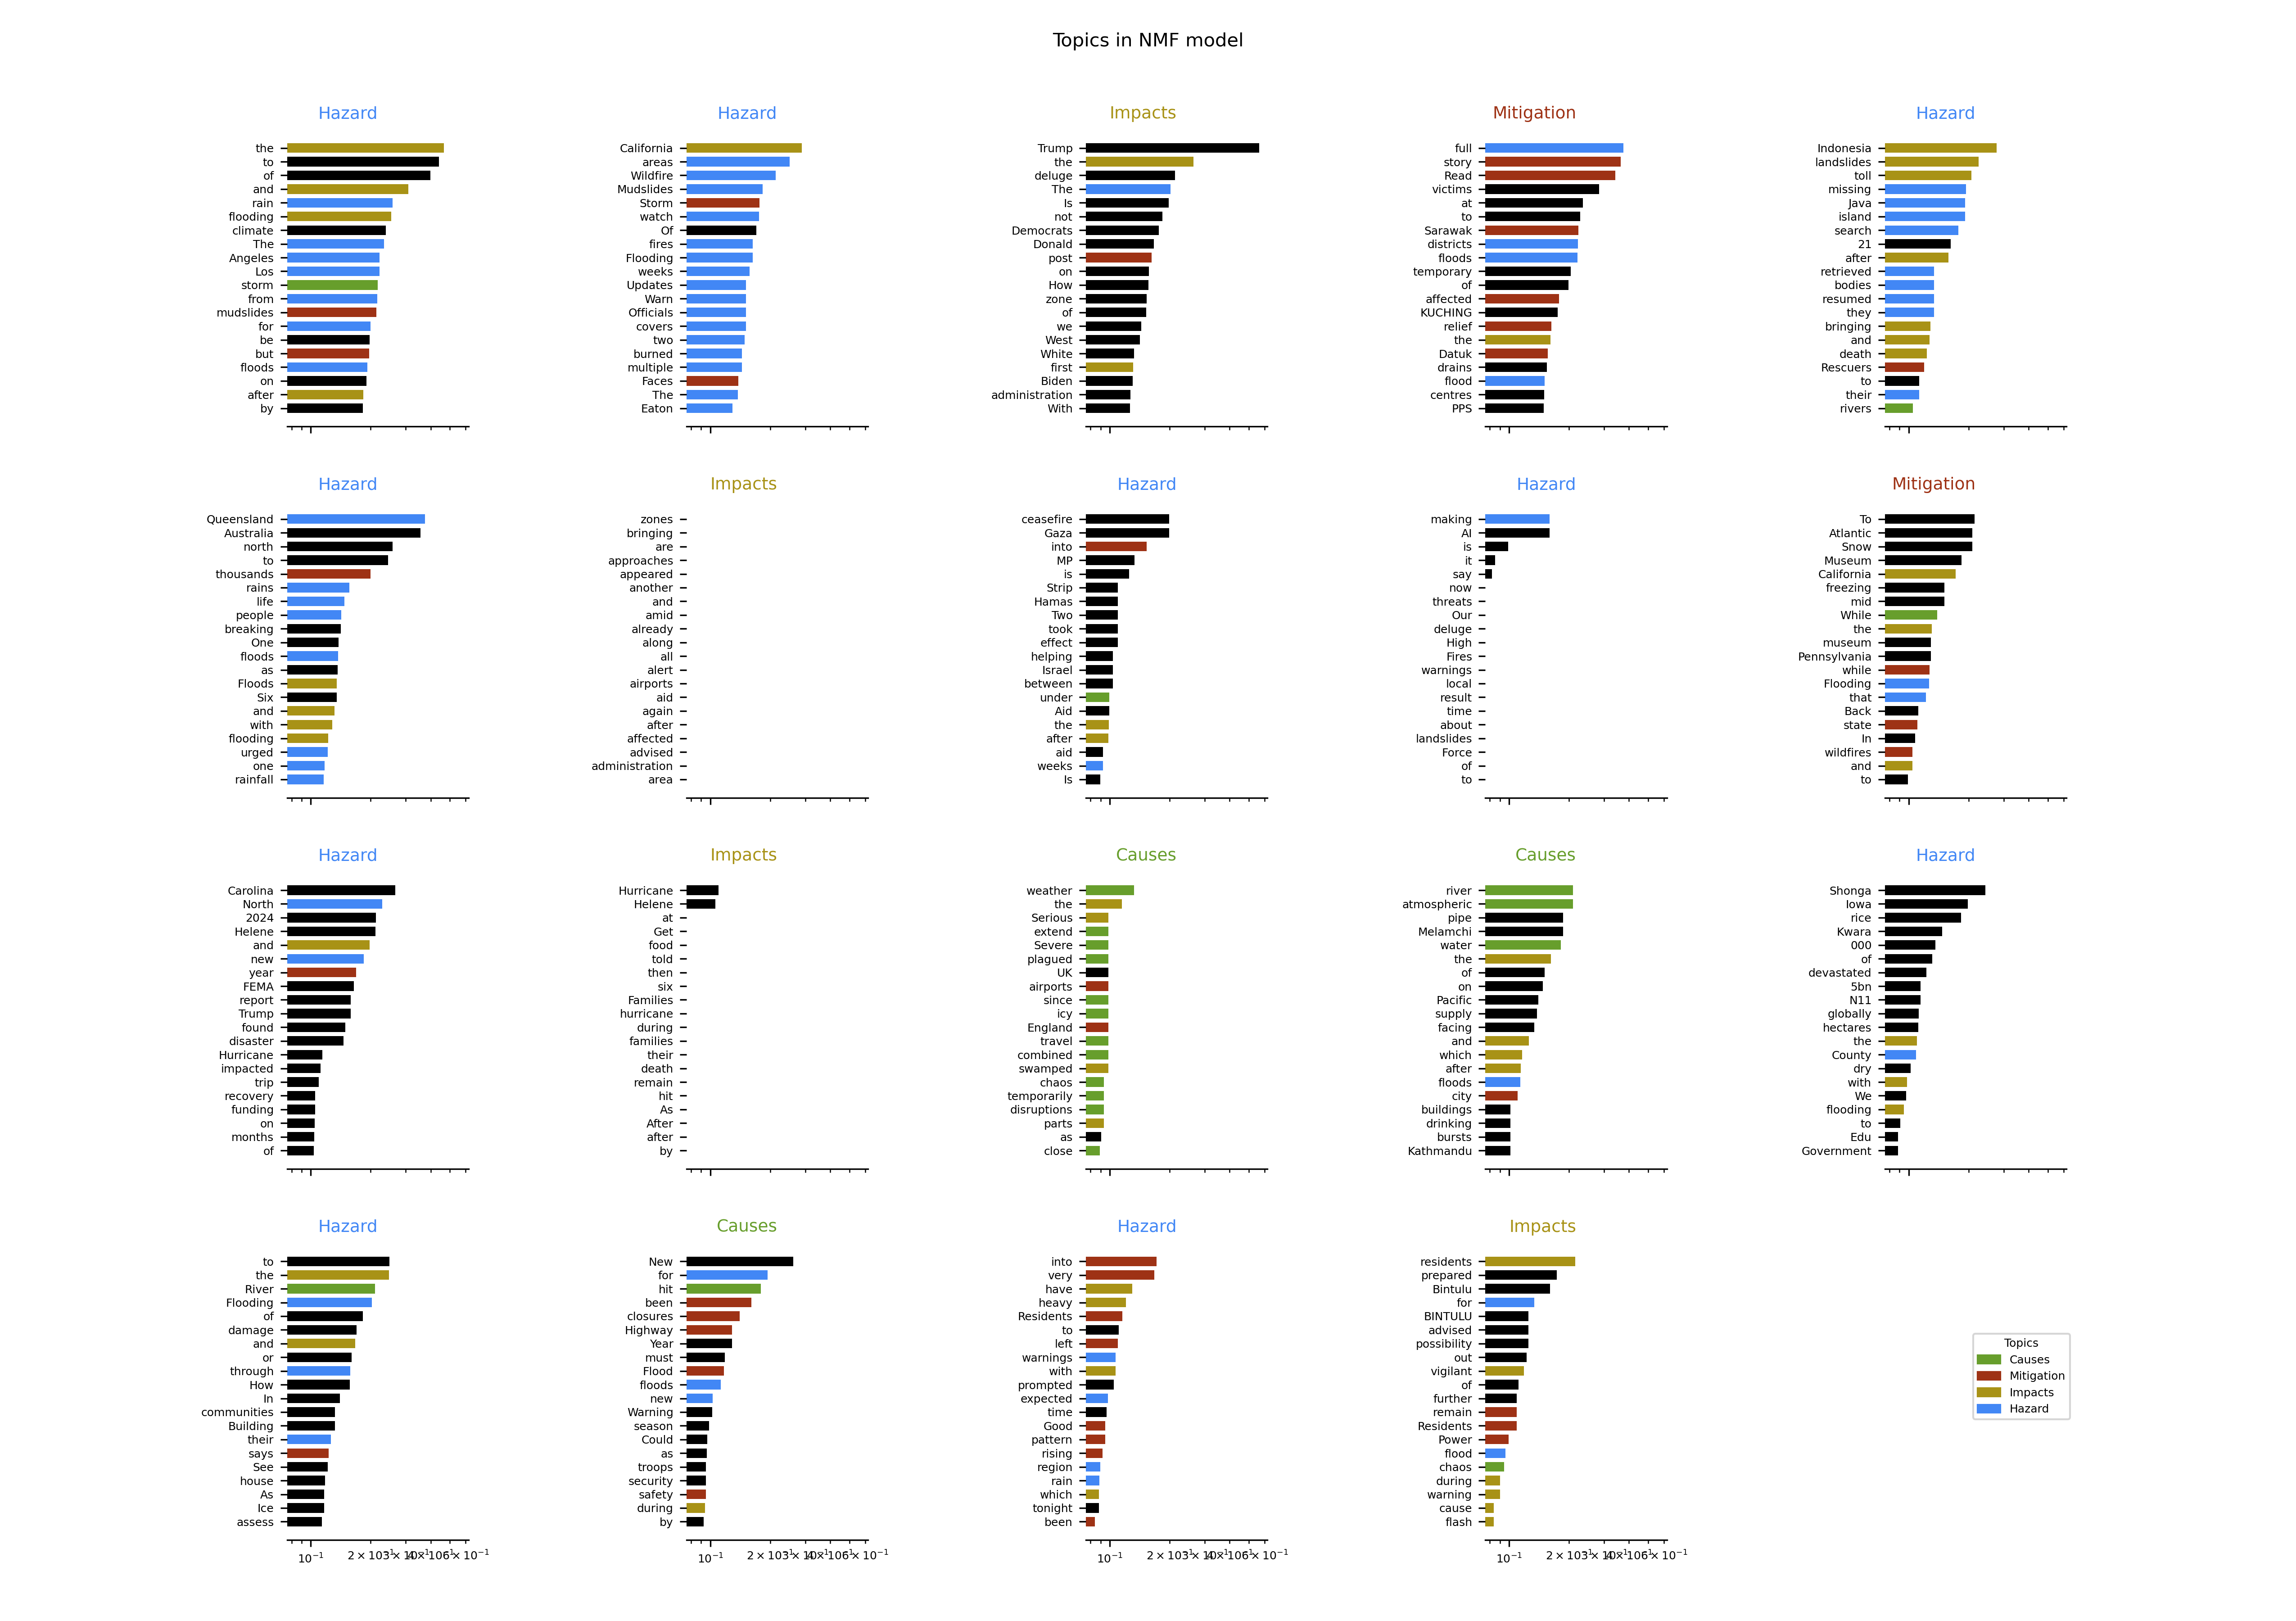 Topics in NMF model
Hazard
the
to
of
and
rain
flooding
climate
The
Angeles
Los
storm
from
mudslides
for
be
but
floods
on
after
by
Hazard
California
areas
Wildfire
Mudslides
Storm
watch
Of
fires
Flooding
weeks
Updates
Warn
Officials
covers
two
burned
multiple
Faces
The
Eaton
Impacts
Trump
the
deluge
The
Is
not
Democrats
Donald
post
on
How
zone
of
we
West
White
first
Biden
administration
With
Mitigation
full
story
Read
victims
at
to
Sarawak
districts
floods
temporary
of
affected
KUCHING
relief
the
Datuk
drains
flood
centres
PPS
Hazard
Indonesia
landslides
toll
missing
Java
island
search
21
after
retrieved
bodies
resumed
they
bringing
and
death
Rescuers
to
their
rivers
Hazard
Queensland
Australia
north
to
thousands
rains
life
people
breaking
One
floods
as
Floods
Six
and
with
flooding
urged
one
rainfall
Impacts
zones
bringing
are
approaches
appeared
another
and
amid
already
along
all
alert
airports
aid
again
after
affected
advised
administration
area
Hazard
ceasefire
Gaza
into
MP
is
Strip
Hamas
Two
took
effect
helping
Israel
between
under
Aid
the
after
aid
weeks
Is
Hazard
making
AI
is
it
say
now
threats
Our
deluge
High
Fires
warnings
local
result
time
about
landslides
Force
of
to
Mitigation
To
Atlantic
Snow
Museum
California
freezing
mid
While
the
museum
Pennsylvania
while
Flooding
that
Back
state
In
wildfires
and
to
Hazard
Carolina
North
2024
Helene
and
new
year
FEMA
report
Trump
found
disaster
Hurricane
impacted
trip
recovery
funding
on
months
of
Impacts
Hurricane
Helene
at
Get
food
told
then
six
Families
hurricane
during
families
their
death
remain
hit
As
After
after
by
Causes
weather
the
Serious
extend
Severe
plagued
UK
airports
since
icy
England
travel
combined
swamped
chaos
temporarily
disruptions
parts
as
close
Causes
river
atmospheric
pipe
Melamchi
water
the
of
on
Pacific
supply
facing
and
which
after
floods
city
buildings
drinking
bursts
Kathmandu
Hazard
Shonga
Iowa
rice
Kwara
000
of
devastated
5bn
N11
globally
hectares
the
County
dry
with
We
flooding
to
Edu
Government
Hazard
to
the
River
Flooding
of
damage
and
or
through
How
In
communities
Building
their
says
See
house
As
Ice
assess
10⁻¹
Causes
New
for
hit
been
closures
Highway
Year
must
Flood
floods
new
Warning
season
Could
as
troops
security
safety
during
by
10⁻¹
Hazard
into
very
have
heavy
Residents
to
left
warnings
with
prompted
expected
time
Good
pattern
rising
region
rain
which
tonight
been
10⁻¹
Impacts
residents
prepared
Bintulu
for
BINTULU
advised
possibility
out
vigilant
of
further
remain
Residents
Power
flood
chaos
during
warning
cause
flash
10⁻¹
Topics
Causes
Mitigation
Impacts
Hazard